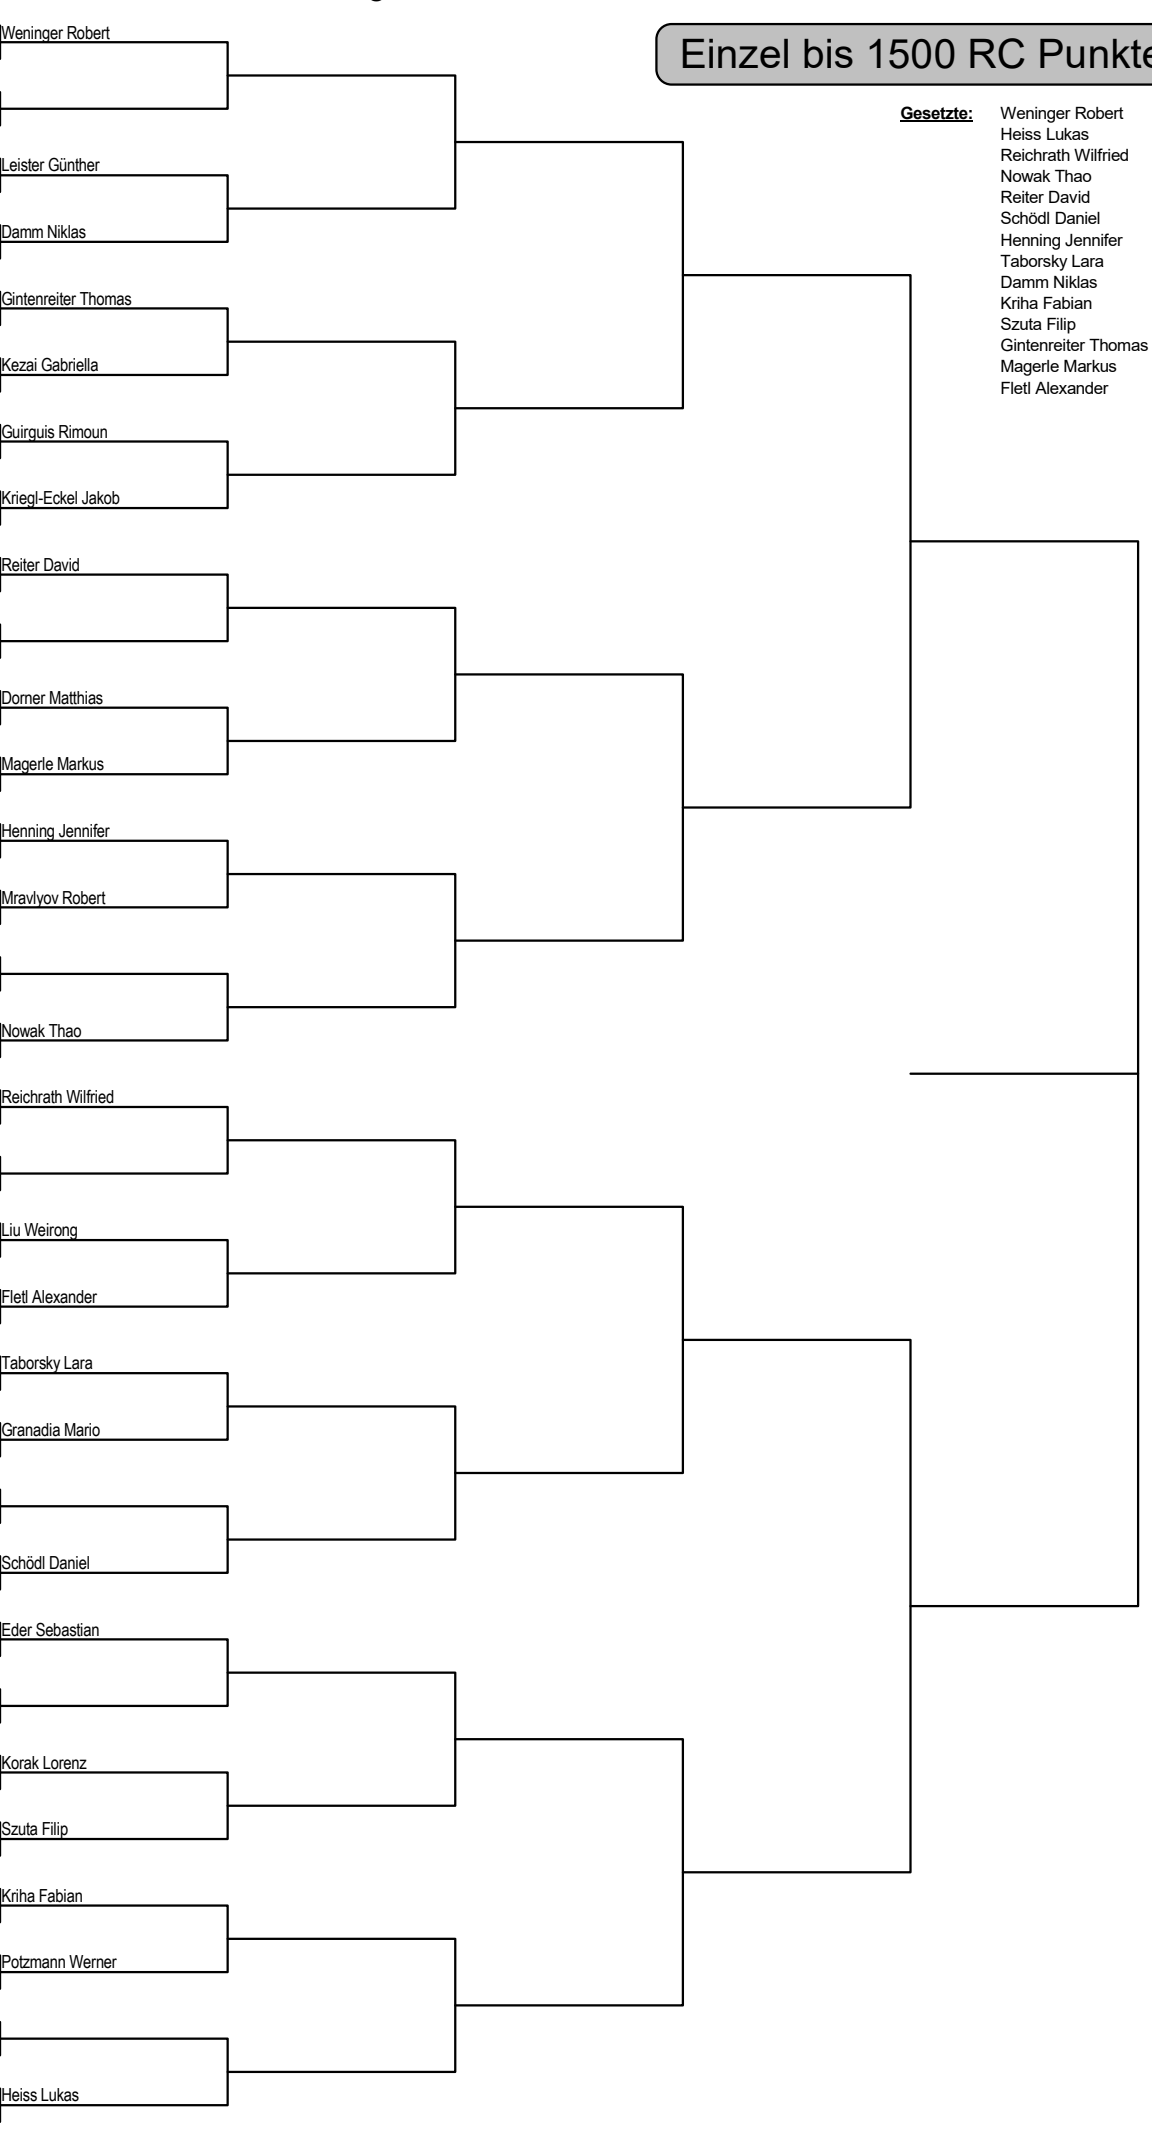 Weninger Robert
Einzel bis 1500 RC Punkte
Gesetzte: Weninger Robert
Heiss Lukas
Reichrath Wilfried
Nowak Thao
Reiter David
Schödl Daniel
Henning Jennifer
Taborsky Lara
Damm Niklas
Kriha Fabian
Szuta Filip
Gintenreiter Thomas
Magerle Markus
Fletl Alexander
Leister Günther
Damm Niklas
Gintenreiter Thomas
Kezai Gabriella
Guirguis Rimoun
Kriegl-Eckel Jakob
Reiter David
Dorner Matthias
Magerle Markus
Henning Jennifer
Mravlyov Robert
Nowak Thao
Reichrath Wilfried
Liu Weirong
Fletl Alexander
Taborsky Lara
Granadia Mario
Schödl Daniel
Eder Sebastian
Korak Lorenz
Szuta Filip
Kriha Fabian
Potzmann Werner
Heiss Lukas